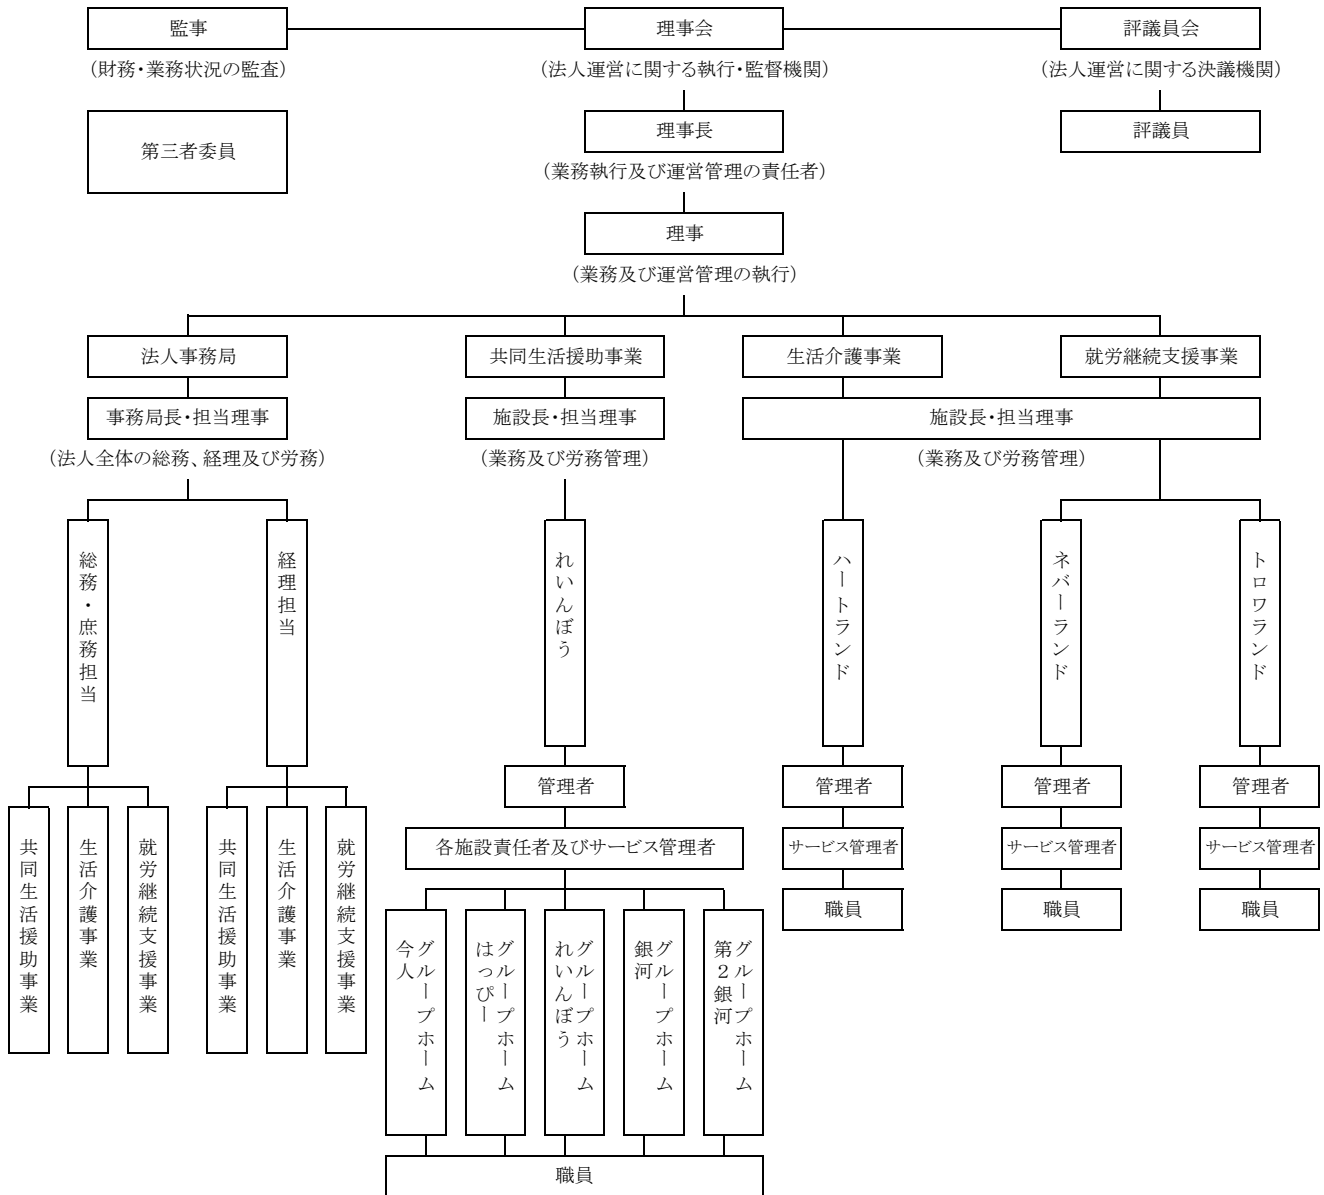 監事
理事会
評議員会
（財務・業務状況の監査）
（法人運営に関する執行・監督機関）
（法人運営に関する決議機関）
第三者委員
理事長
評議員
（業務執行及び運営管理の責任者）
理事
（業務及び運営管理の執行）
法人事務局
共同生活援助事業
生活介護事業
就労継続支援事業
事務局長・担当理事
施設長・担当理事
施設長・担当理事
（法人全体の総務、経理及び労務）
（業務及び労務管理）
（業務及び労務管理）
総務・庶務担当
経理担当
れいんぼう
ハートランド
ネバーランド
トロワランド
管理者
管理者
管理者
管理者
共同生活援助事業
生活介護事業
就労継続支援事業
共同生活援助事業
生活介護事業
就労継続支援事業
各施設責任者及びサービス管理者
サービス管理者
サービス管理者
サービス管理者
職員
職員
職員
グループホーム
今人
グループホーム
はっぴー
グループホーム
れいんぼう
グループホーム
銀河
グループホーム
第２銀河
職員